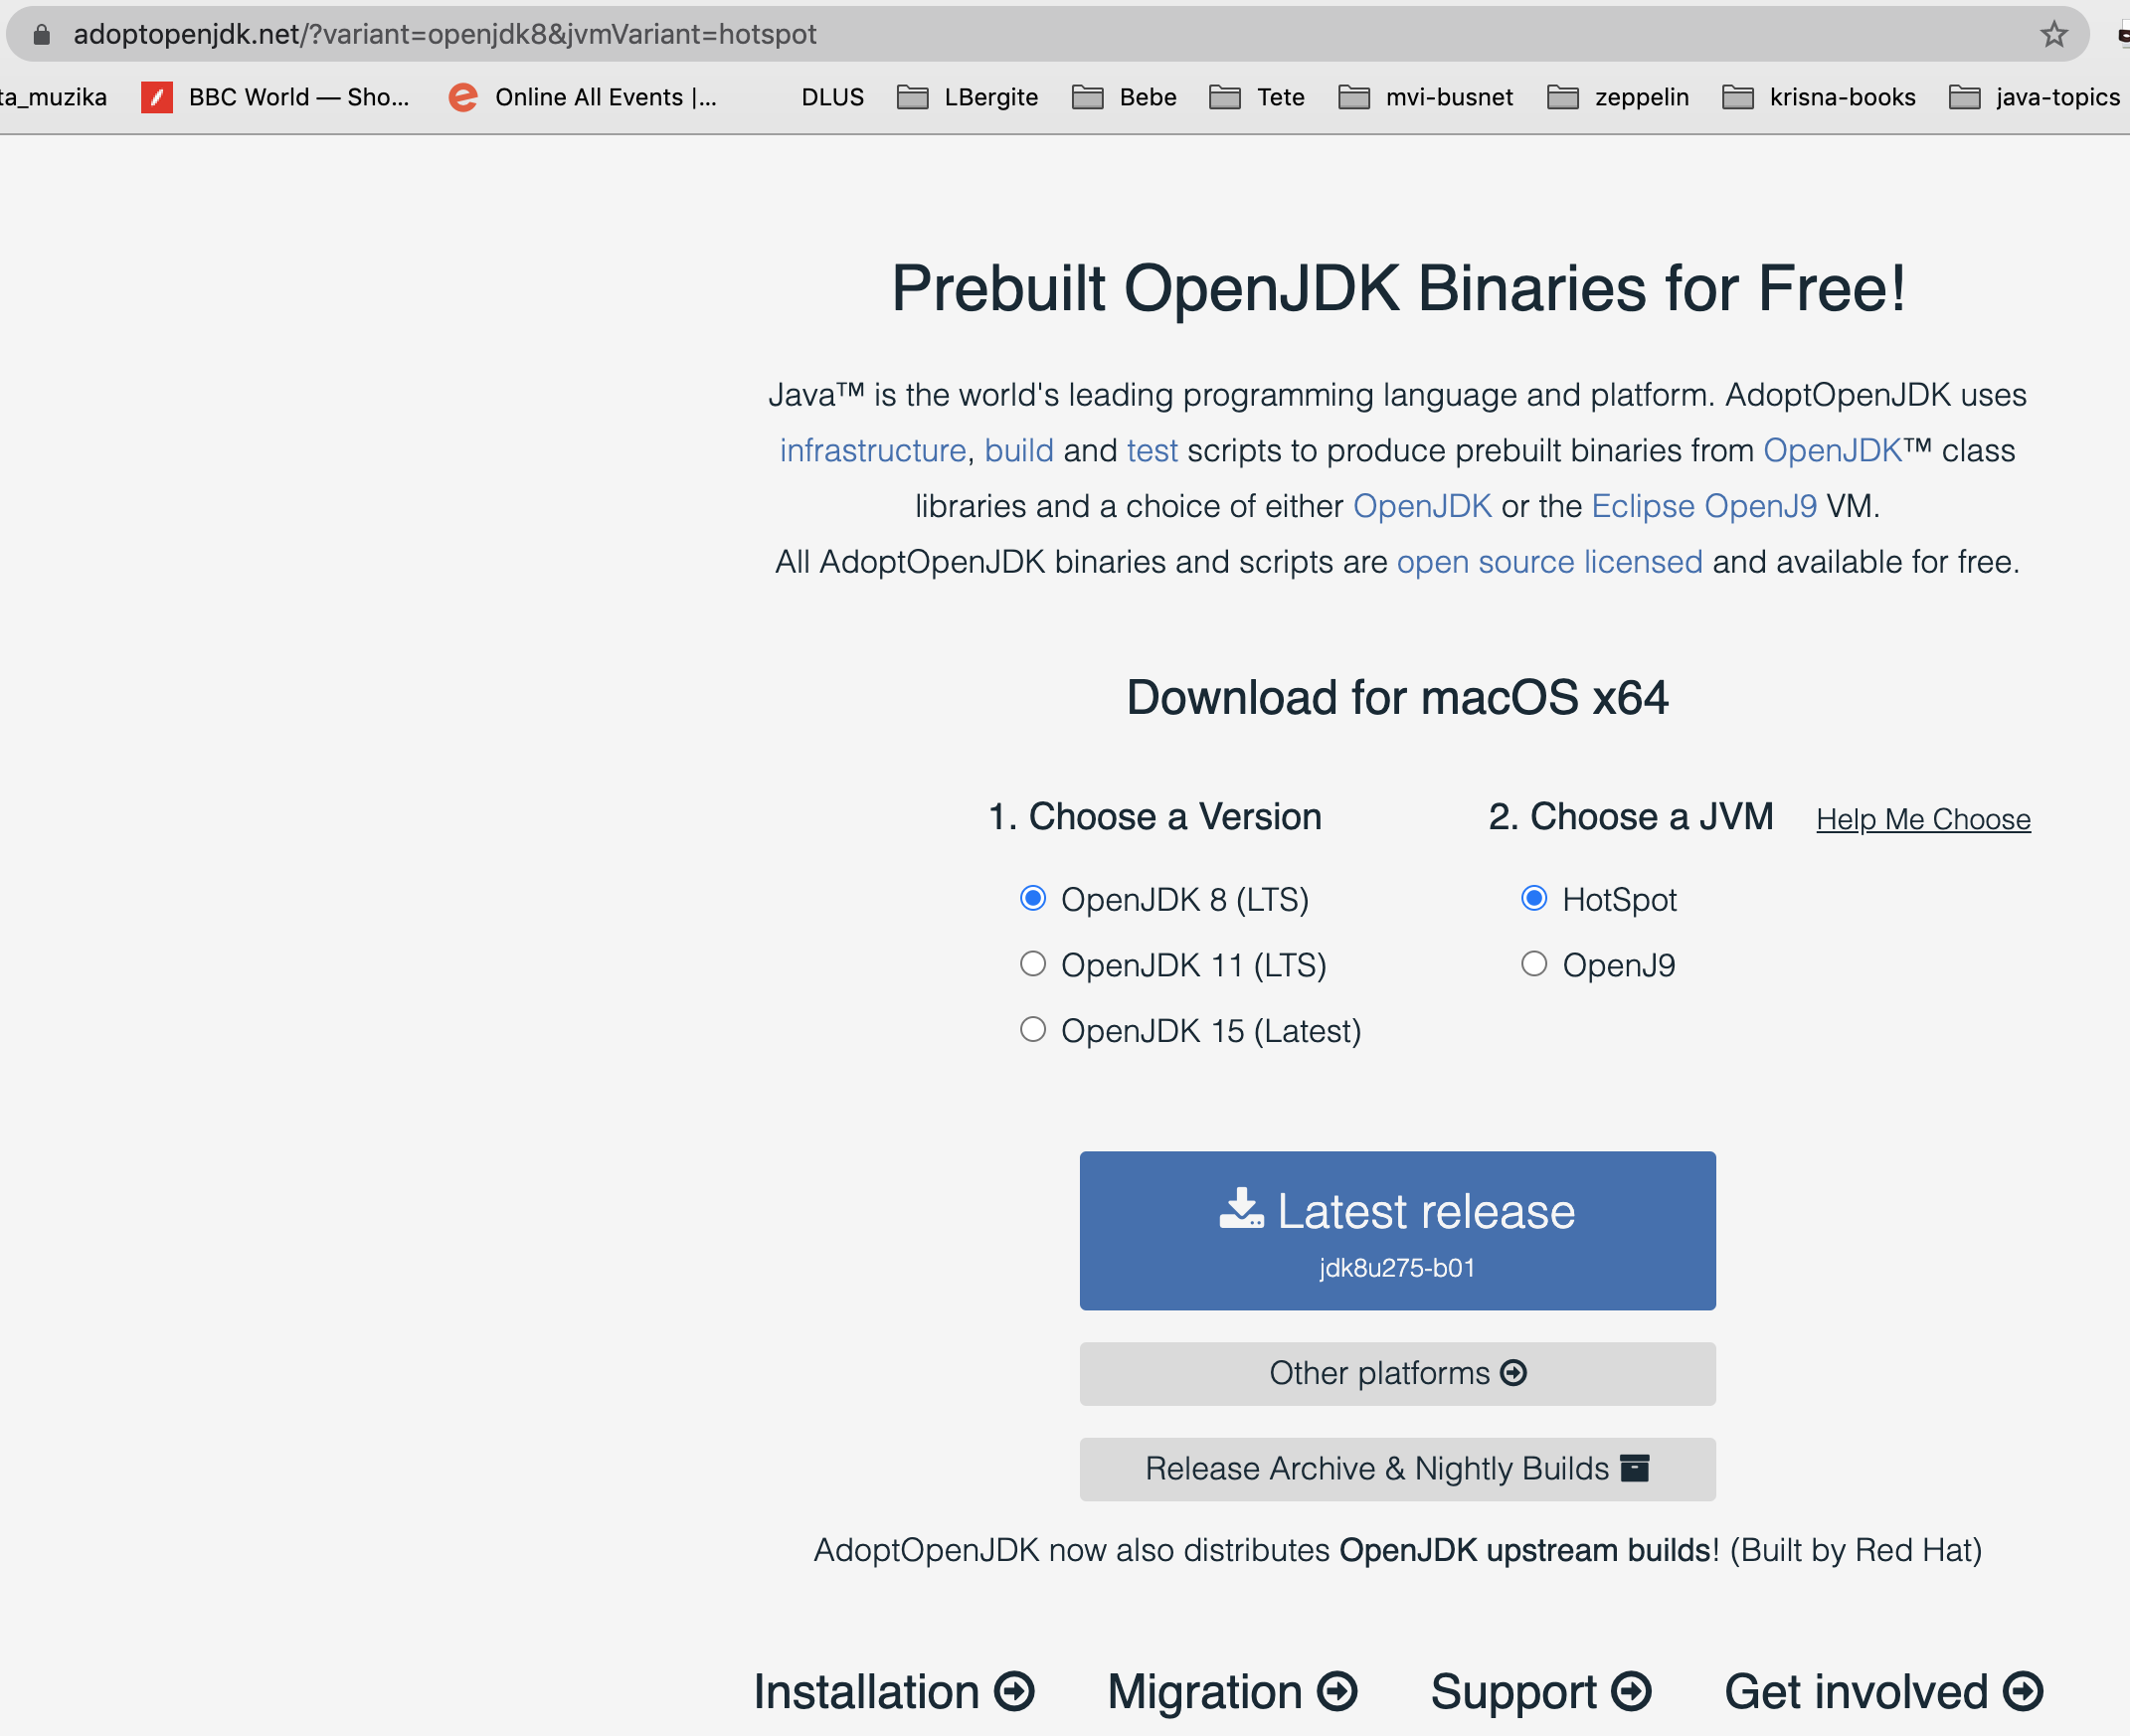 adoptopenjdk.net/?variant=openjdk8&jvmVariant=hotspot
ta_muzika BBC World — Sho... Online All Events |... DLUS LBergite Bebe Tete mvi-busnet zeppelin krisna-books java-topics
Prebuilt OpenJDK Binaries for Free!
Java™ is the world's leading programming language and platform. AdoptOpenJDK uses
infrastructure, build and test scripts to produce prebuilt binaries from OpenJDK™ class
libraries and a choice of either OpenJDK or the Eclipse OpenJ9 VM.
All AdoptOpenJDK binaries and scripts are open source licensed and available for free.
Download for macOS x64
1. Choose a Version
OpenJDK 8 (LTS)
OpenJDK 11 (LTS)
OpenJDK 15 (Latest)
2. Choose a JVM Help Me Choose
HotSpot
OpenJ9
Latest release
jdk8u275-b01
Other platforms
Release Archive & Nightly Builds
AdoptOpenJDK now also distributes OpenJDK upstream builds! (Built by Red Hat)
Installation Migration Support Get involved